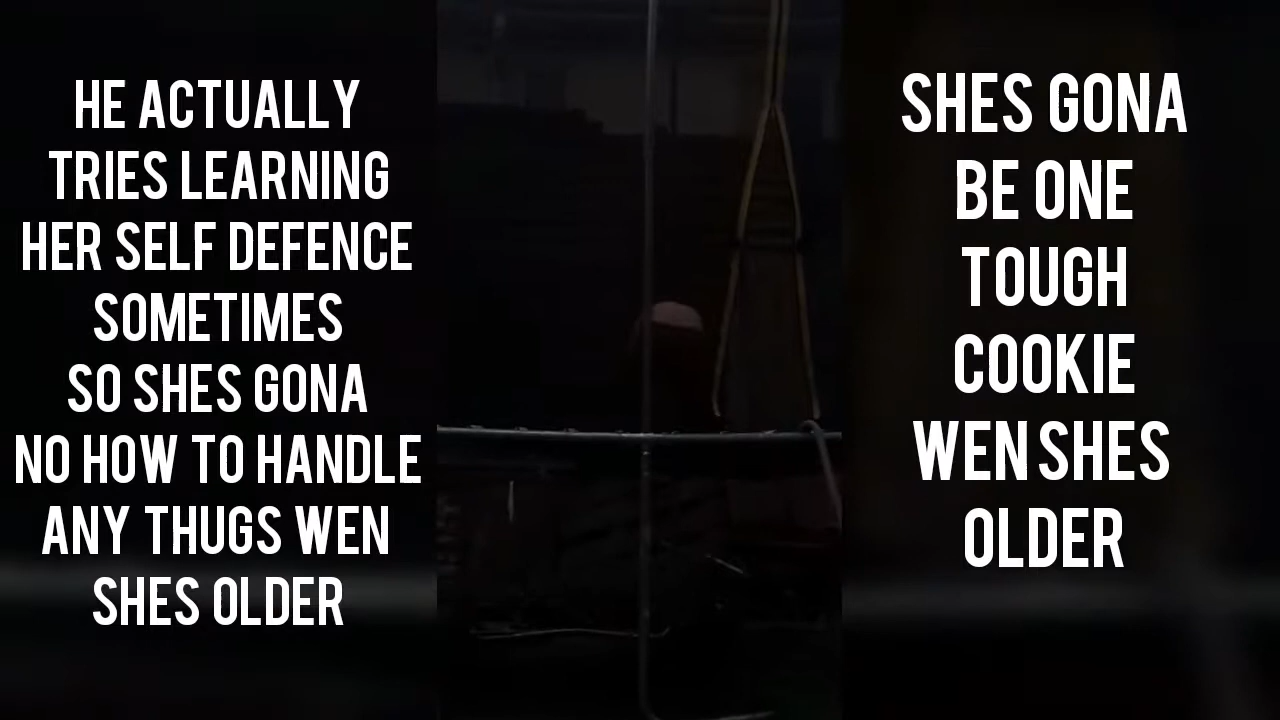 HE ACTUALLY
TRIES LEARNING
HER SELF DEFENCE
SOMETIMES
SO SHES GONA
NO HOW TO HANDLE
ANY THUGS WEN
SHES OLDER
SHES GONA
BE ONE
TOUGH
COOKIE
WEN SHES
OLDER